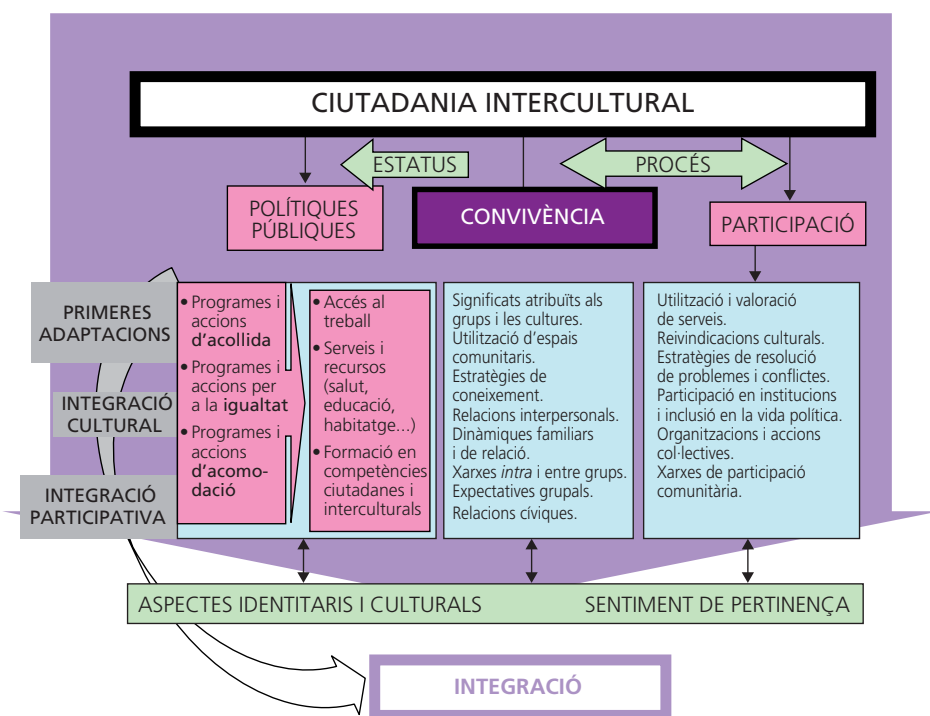 CIUTADANIA INTERCULTURAL
ESTATUS
PROCÉS
POLÍTIQUES
PÚBLIQUES
CONVIVÈNCIA
PARTICIPACIÓ
PRIMERES
ADAPTACIONS
INTEGRACIÓ
CULTURAL
INTEGRACIÓ
PARTICIPATIVA
• Programes i
accions
d'acollida
• Programes i
accions per
a la igualtat
• Programes i
accions
d'acomo-
dació
• Accés al
treball
• Serveis i
recursos
(salut,
educació,
habitatge...)
• Formació en
competències
ciutadanes i
interculturals
Significats atribuïts als
grups i les cultures.
Utilització d'espais
comunitaris.
Estratègies de
coneixement.
Relacions interpersonals.
Dinàmiques familiars
i de relació.
Xarxes intra i entre grups.
Expectatives grupals.
Relacions cíviques.
Utilització i valoració
de serveis.
Reivindicacions culturals.
Estratègies de resolució
de problemes i conflictes.
Participació en institucions
i inclusió en la vida política.
Organitzacions i accions
col·lectives.
Xarxes de participació
comunitària.
ASPECTES IDENTITARIS I CULTURALS
SENTIMENT DE PERTINENÇA
INTEGRACIÓ